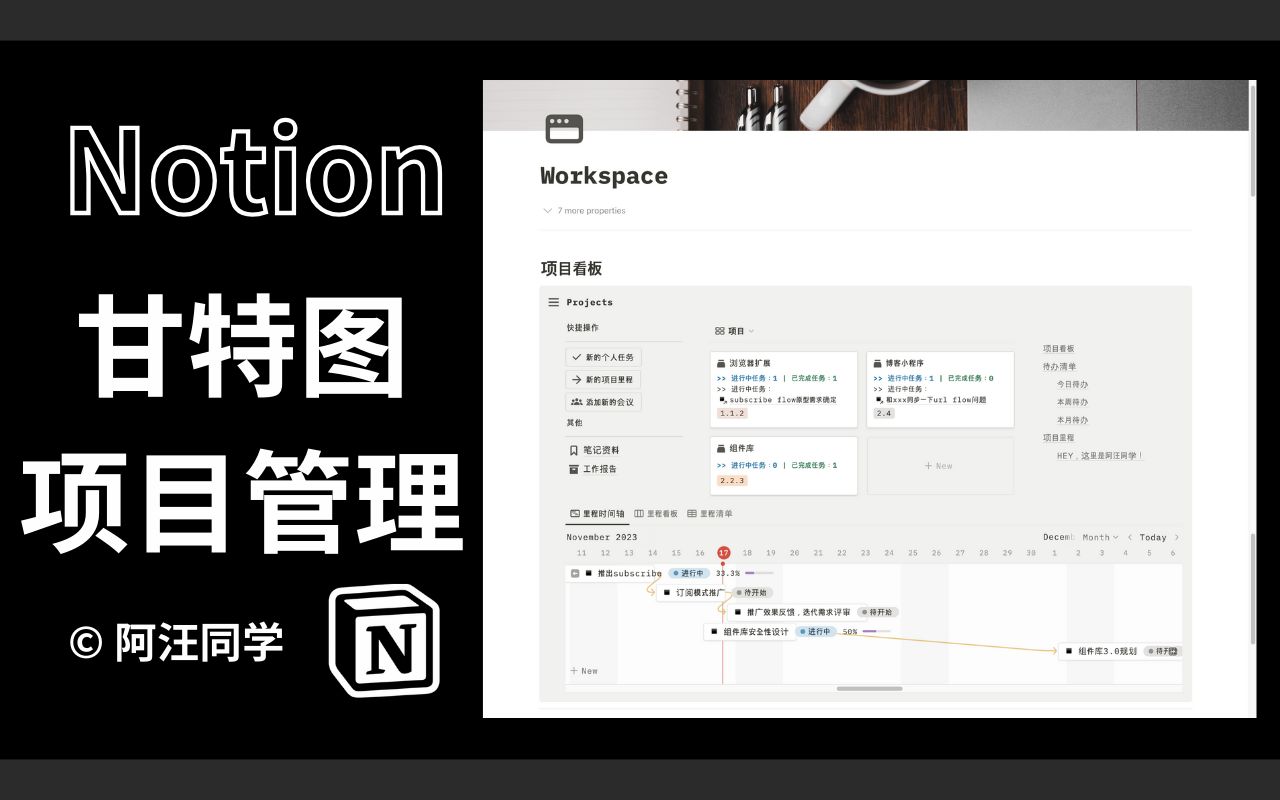 Notion
甘特图
项目管理
© 阿汪同学
N
Workspace
7 more properties
项目看板
Projects
快捷操作
新的个人任务
新的项目里程
添加新的会议
其他
笔记资料
工作报告
项目
浏览器扩展
>> 进行中任务：1 | 已完成任务：1
>> 进行中任务：
subscribe flow原型需求确定
1.1.2
博客小程序
>> 进行中任务：1 | 已完成任务：0
>> 进行中任务：
和xxx同步一下url flow问题
2.4
组件库
>> 进行中任务：0 | 已完成任务：1
2.2.3
+ New
项目看板
待办清单
今日待办
本周待办
本月待办
项目里程
HEY，这里是阿汪同学！
里程时间轴 里程看板 里程清单
November 2023 Decemb Month < Today >
11 12 13 14 15 16 17 18 19 20 21 22 23 24 25 26 27 28 29 30 1 2 3 4 5 6
推出subscribe 进行中 33.3%
订阅模式推广 待开始
推广效果反馈，迭代需求评审 待开始
组件库安全性设计 进行中 50%
组件库3.0规划 待开
+ New